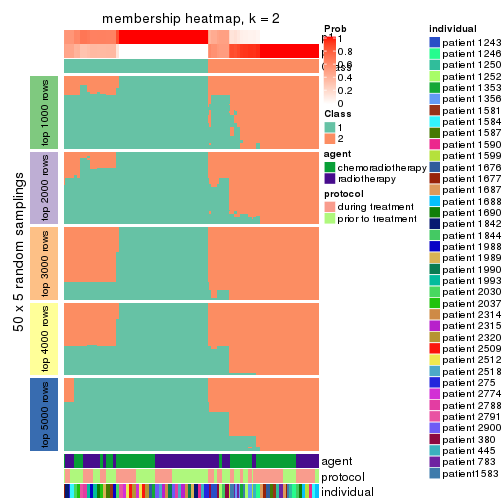 membership heatmap, k = 2
50 x 5 random samplings
top 1000 rows
top 2000 rows
top 3000 rows
top 4000 rows
top 5000 rows
agent
protocol
individual
Prob
1
0.8
0.6
0.4
0.2
0
Class
1
2
agent
chemoradiotherapy
radiotherapy
protocol
during treatment
prior to treatment
individual
patient 1243
patient 1246
patient 1250
patient 1252
patient 1353
patient 1356
patient 1581
patient 1584
patient 1587
patient 1590
patient 1599
patient 1676
patient 1677
patient 1687
patient 1688
patient 1690
patient 1842
patient 1844
patient 1988
patient 1989
patient 1990
patient 1993
patient 2030
patient 2037
patient 2314
patient 2315
patient 2320
patient 2509
patient 2512
patient 2518
patient 275
patient 2774
patient 2788
patient 2791
patient 2900
patient 380
patient 445
patient 783
patient1583